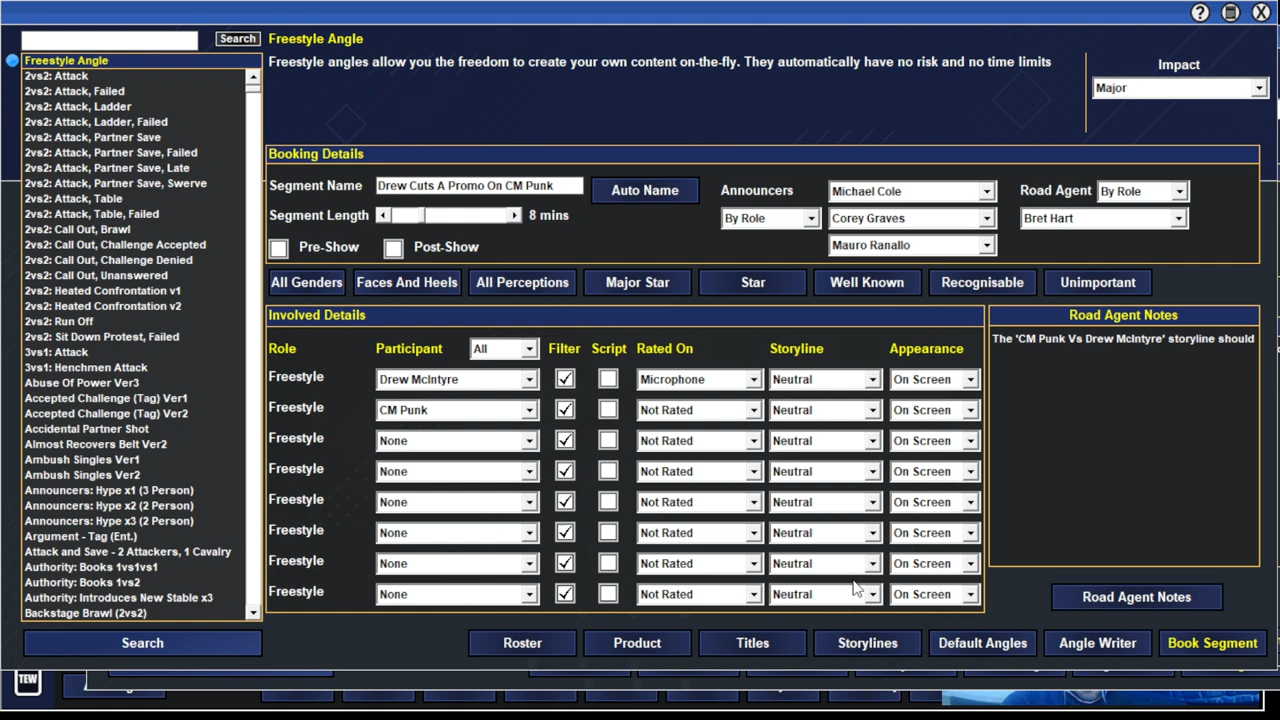 Search
Freestyle Angle
Freestyle Angle
2vs2: Attack
2vs2: Attack, Failed
2vs2: Attack, Ladder
2vs2: Attack, Ladder, Failed
2vs2: Attack, Partner Save
2vs2: Attack, Partner Save, Failed
2vs2: Attack, Partner Save, Late
2vs2: Attack, Partner Save, Swerve
2vs2: Attack, Table
2vs2: Attack, Table, Failed
2vs2: Call Out, Brawl
2vs2: Call Out, Challenge Accepted
2vs2: Call Out, Challenge Denied
2vs2: Call Out, Unanswered
2vs2: Heated Confrontation v1
2vs2: Heated Confrontation v2
2vs2: Run Off
2vs2: Sit Down Protest, Failed
3vs1: Attack
3vs1: Henchmen Attack
Abuse Of Power Ver3
Accepted Challenge (Tag) Ver1
Accepted Challenge (Tag) Ver2
Accidental Partner Shot
Almost Recovers Belt Ver2
Ambush Singles Ver1
Ambush Singles Ver2
Announcers: Hype x1 (3 Person)
Announcers: Hype x2 (2 Person)
Announcers: Hype x3 (2 Person)
Argument - Tag (Ent.)
Attack and Save - 2 Attackers, 1 Cavalry
Authority: Books 1vs1vs1
Authority: Books 1vs2
Authority: Introduces New Stable x3
Backstage Brawl (2vs2)
Search
Freestyle angles allow you the freedom to create your own content on-the-fly. They automatically have no risk and no time limits
Impact
Major
Booking Details
Segment Name Drew Cuts A Promo On CM Punk Auto Name Announcers Michael Cole Road Agent By Role
Segment Length 8 mins By Role Corey Graves Bret Hart
Pre-Show Post-Show Mauro Ranallo
All Genders Faces And Heels All Perceptions Major Star Star Well Known Recognisable Unimportant
Involved Details
Role Participant All Filter Script Rated On Storyline Appearance
Freestyle Drew McIntyre Microphone Neutral On Screen
Freestyle CM Punk Not Rated Neutral On Screen
Freestyle None Not Rated Neutral On Screen
Freestyle None Not Rated Neutral On Screen
Freestyle None Not Rated Neutral On Screen
Freestyle None Not Rated Neutral On Screen
Freestyle None Not Rated Neutral On Screen
Freestyle None Not Rated Neutral On Screen
Road Agent Notes
The 'CM Punk Vs Drew McIntyre' storyline should
Road Agent Notes
Roster Product Titles Storylines Default Angles Angle Writer Book Segment
TEW